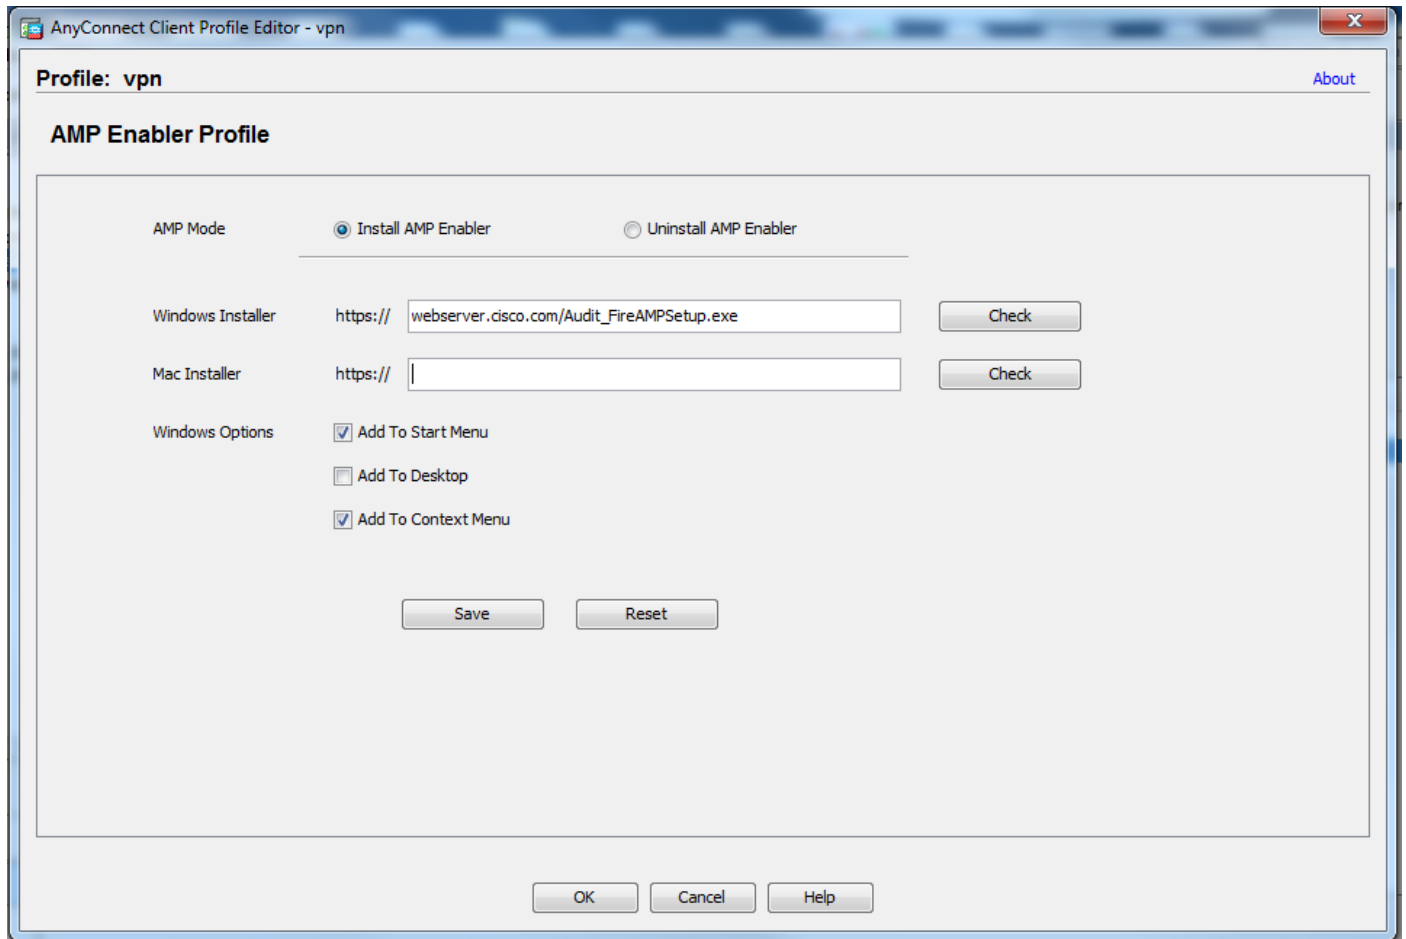 AnyConnect Client Profile Editor - vpn
X
Profile: vpn
About
AMP Enabler Profile
AMP Mode Install AMP Enabler Uninstall AMP Enabler
Windows Installer https:// webserver.cisco.com/Audit_FireAMPSetup.exe Check
Mac Installer https:// Check
Windows Options Add To Start Menu
Add To Desktop
Add To Context Menu
Save Reset
OK Cancel Help